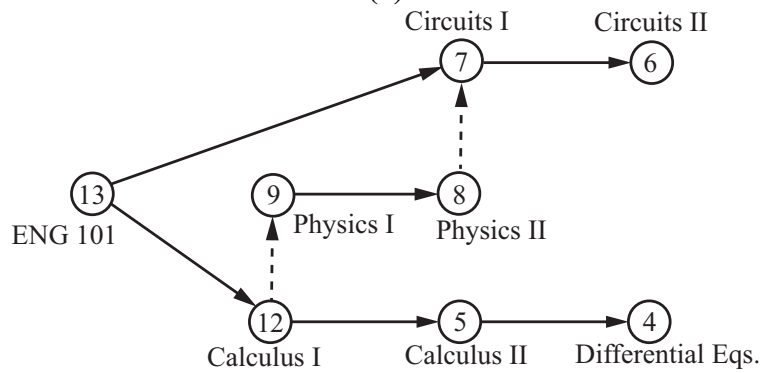 Circuits I
Circuits II
7
6
13
9
8
ENG 101
Physics I
Physics II
12
5
4
Calculus I
Calculus II
Differential Eqs.